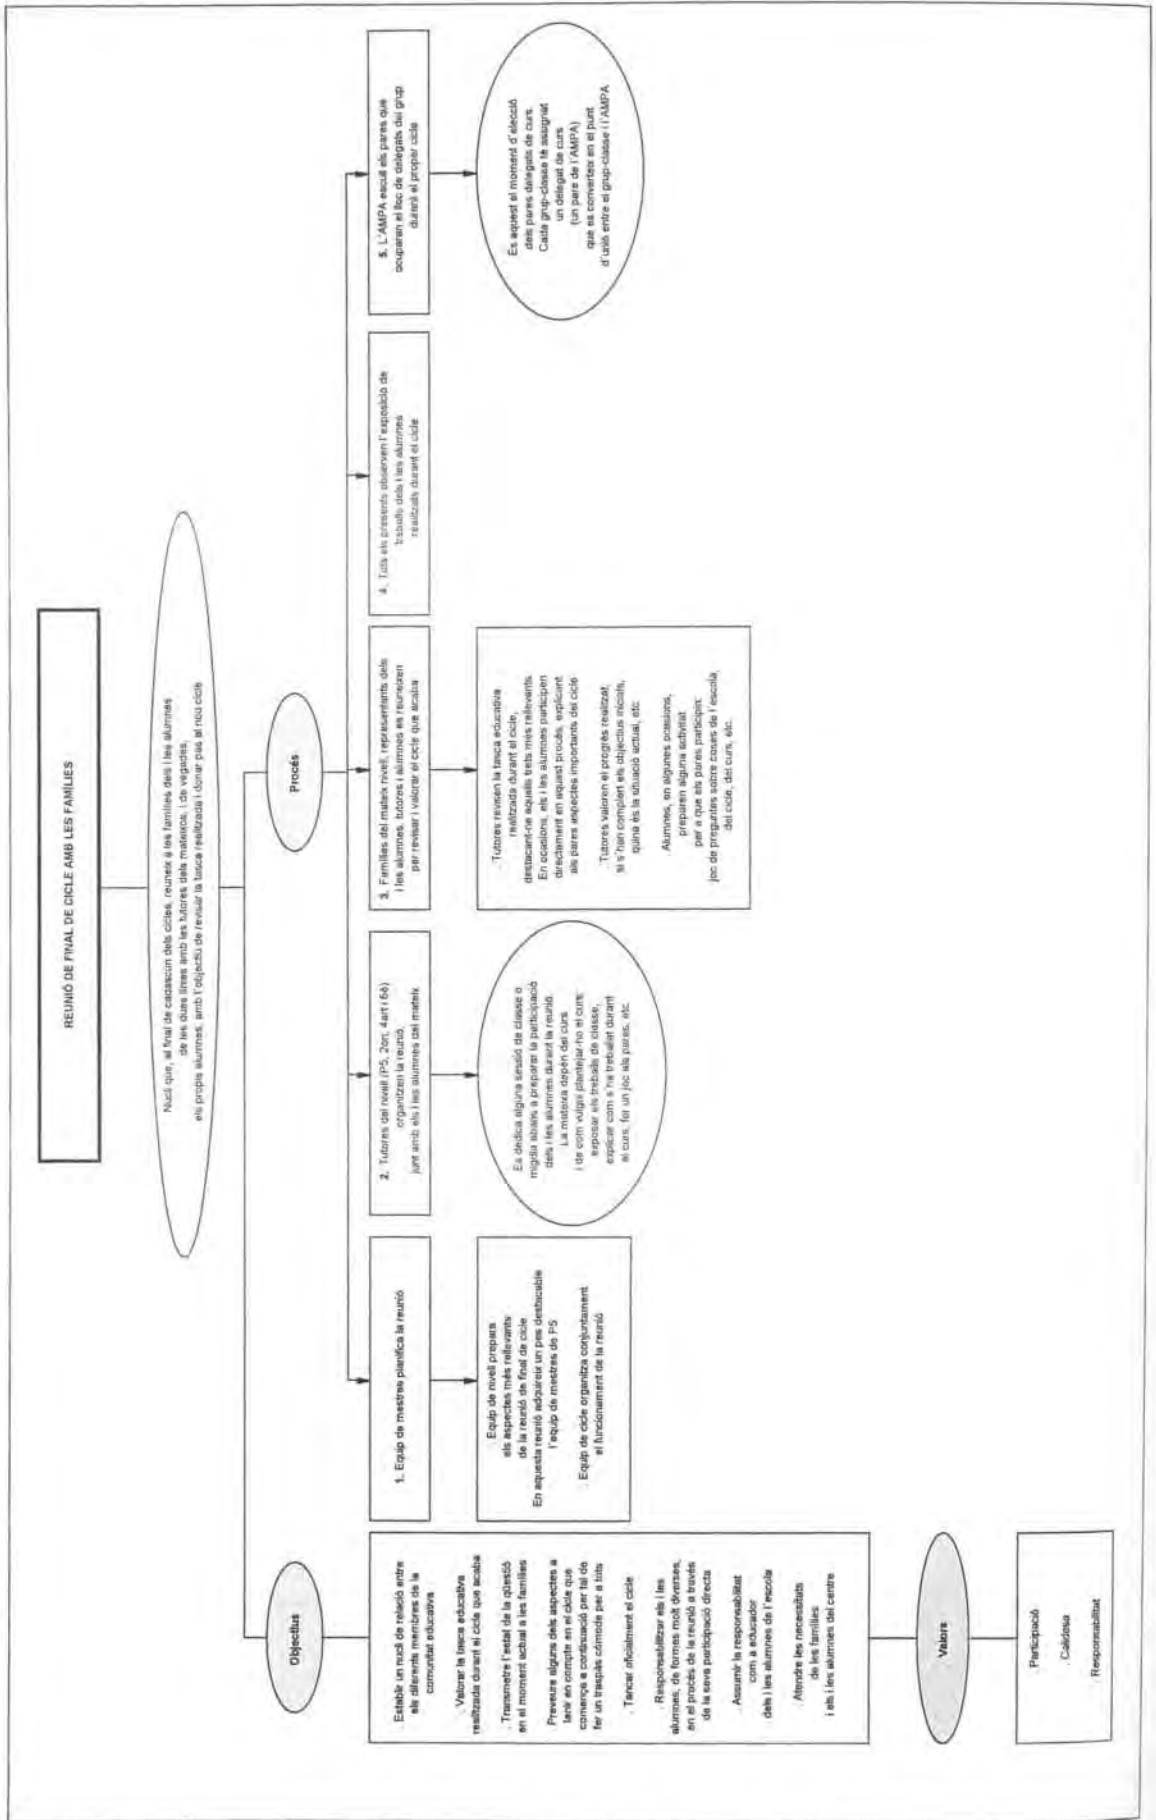 REUNIÓ DE FINAL DE CICLE AMB LES FAMÍLIES
Nucli que, al final de cadascún dels cicles, reuneix a les famílies dels i les alumnes
de les dues línies amb les tutores dels mateixos, i de vegades,
els propis alumnes, amb l'objectiu de revisar la tasca realitzada i donar pas al nou cicle
Objectius
Establir un nucli de relació entre
els diferents membres de la
comunitat educativa
. Valorar la tasca educativa
realitzada durant el cicle que acaba
. Transmetre l'estat de la qüestió
en el moment actual a les famílies
Preveure alguns dels aspectes a
tenir en compte en el cicle que
comença a continuació per tal de
fer un traspàs còmode per a tots
. Tancar oficialment el cicle
. Responsabilitzar els i les
alumnes, de formes molt diverses,
en el procés de la reunió a través
de la seva participació directa
. Assumir la responsabilitat
com a educador
dels i les alumnes de l'escola
. Atendre les necessitats
de les famílies
i els i les alumnes del centre
Valors
Participació
. Calidesa
Responsabilitat
Procés
1. Equip de mestres planifica la reunió
. Equip de nivell prepara
els aspectes més rellevants
de la reunió de final de cicle
En aquesta reunió adquireix un pes destacable
l'equip de mestres de P5
. Equip de cicle organitza conjuntament
el funcionament de la reunió
2. Tutores del nivell (P5, 2on, 4art i 6è)
organitzen la reunió,
junt amb els i les alumnes del mateix
Es dedica alguna sessió de classe o
migdia abans a preparar la participació
dels i les alumnes durant la reunió.
La mateixa depèn del curs
i de com vulgui plantejar-ho el curs:
exposar els treballs de classe,
explicar com s'ha treballat durant
el curs, fer un joc als pares, etc.
3. Famílies del mateix nivell, representants dels
i les alumnes, tutores i alumnes es reuneixen
per revisar i valorar el cicle que acaba
. Tutores revisen la tasca educativa
realitzada durant el cicle,
destacant-ne aquells trets més rellevants.
En ocasions, els i les alumnes participen
directament en aquest procés, explicant
als pares aspectes importants del cicle
. Tutores valoren el progrés realitzat,
si s'han complert els objectius inicials,
quina és la situació actual, etc
. Alumnes, en algunes ocasions,
preparen alguna activitat
per a que els pares participin:
joc de preguntes sobre coses de l'escola,
del cicle, del curs, etc.
4. Tots els presents observen l'exposició de
treballs dels i les alumnes
realitzats durant el cicle
5. L'AMPA escull els pares que
ocuparan el lloc de delegats del grup
durant el proper cicle
És aquest el moment d'elecció
dels pares delegats de curs.
Cada grup-classe té assignat
un delegat de curs
(un pare de l'AMPA)
que es converteix en el punt
d'unió entre el grup-classe i l'AMPA